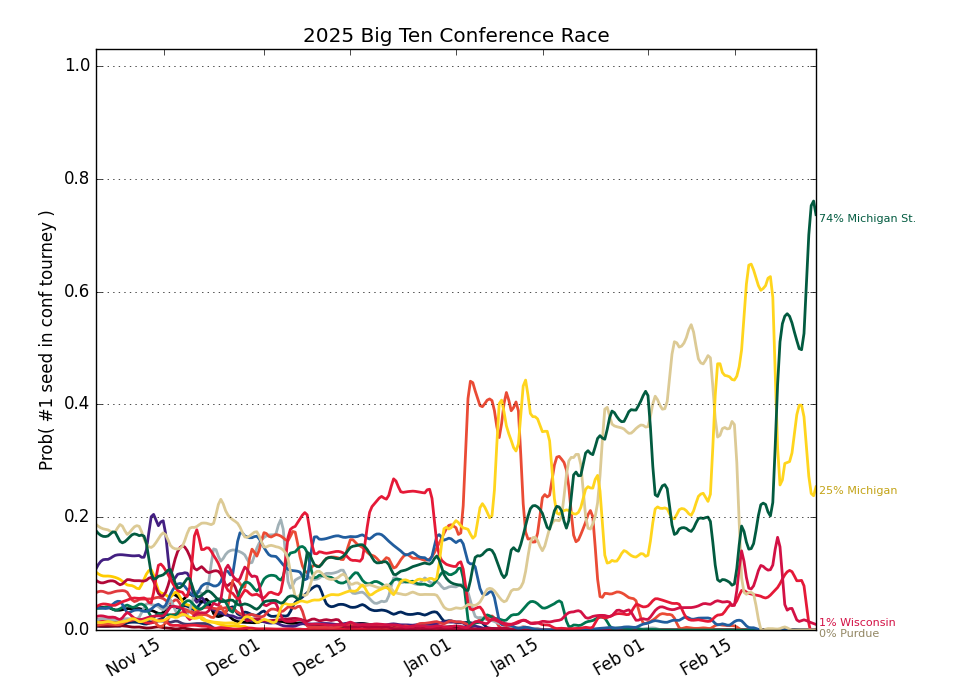 2025 Big Ten Conference Race
Prob( #1 seed in conf tourney )
1.0
0.8
0.6
0.4
0.2
0.0
Nov 15
Dec 01
Dec 15
Jan 01
Jan 15
Feb 01
Feb 15
74% Michigan St.
25% Michigan
1% Wisconsin
0% Purdue